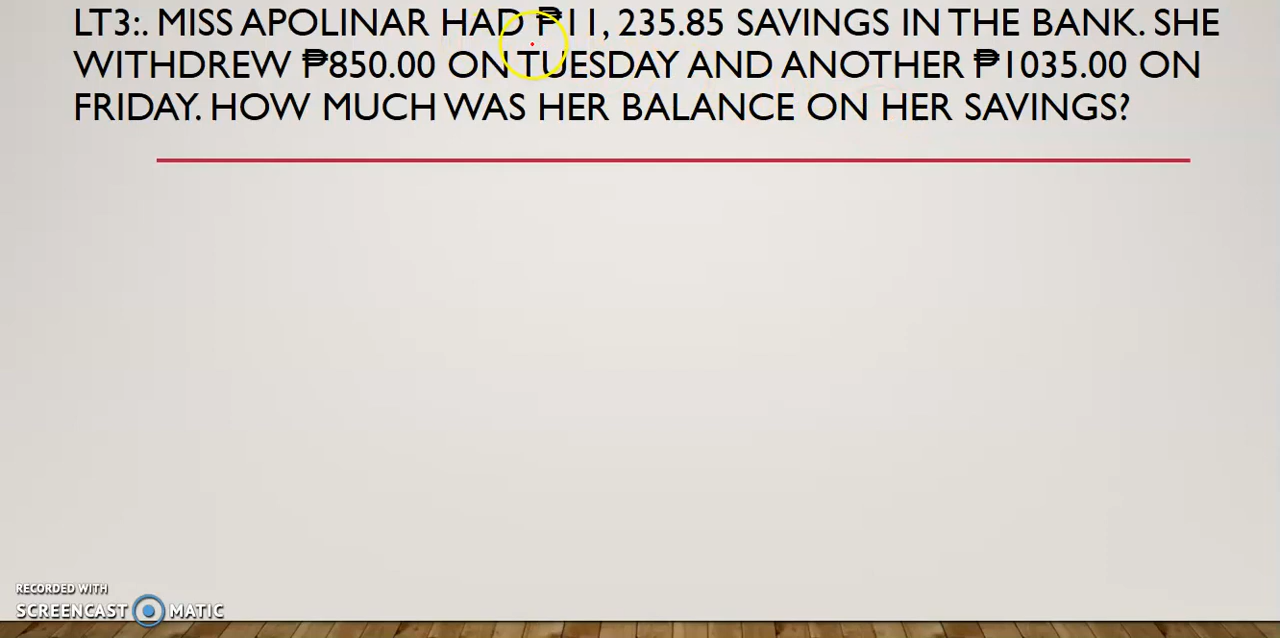 LT3:. MISS APOLINAR HAD ₱11, 235.85 SAVINGS IN THE BANK. SHE
WITHDREW ₱850.00 ON TUESDAY AND ANOTHER ₱1035.00 ON
FRIDAY. HOW MUCH WAS HER BALANCE ON HER SAVINGS?
RECORDED WITH
SCREENCAST MATIC